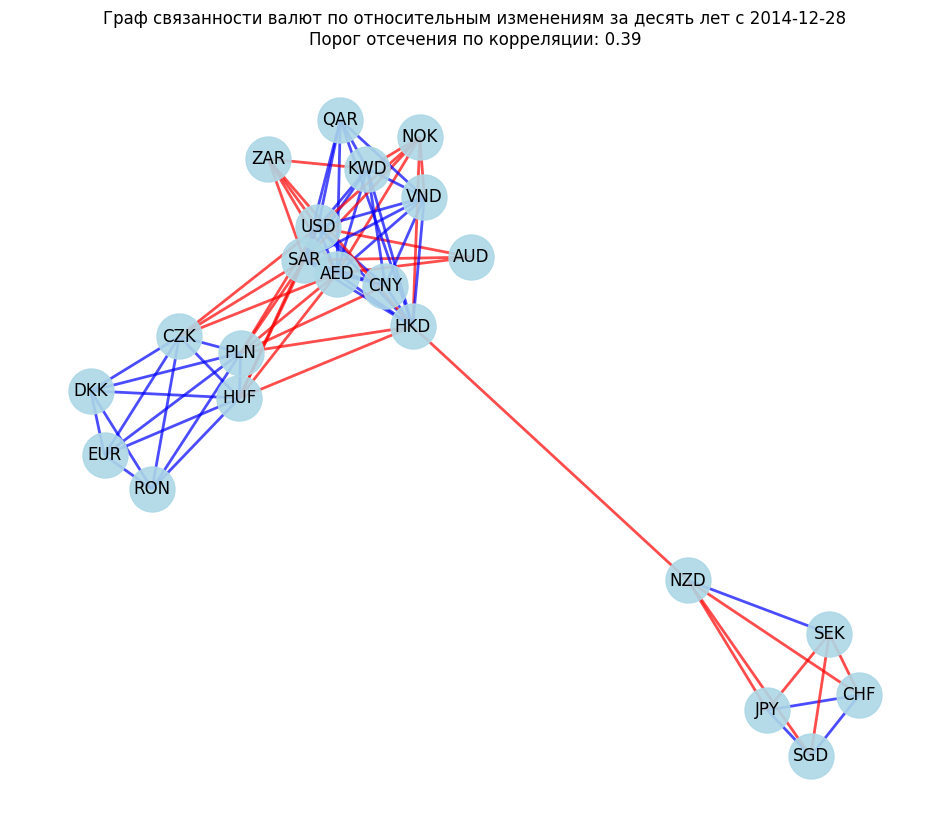 Граф связанности валют по относительным изменениям за десять лет с 2014-12-28
Порог отсечения по корреляции: 0.39
QAR
NOK
ZAR
KWD
VND
USD
AUD
SAR
AED
CNY
HKD
CZK
PLN
DKK
HUF
EUR
RON
NZD
SEK
CHF
JPY
SGD